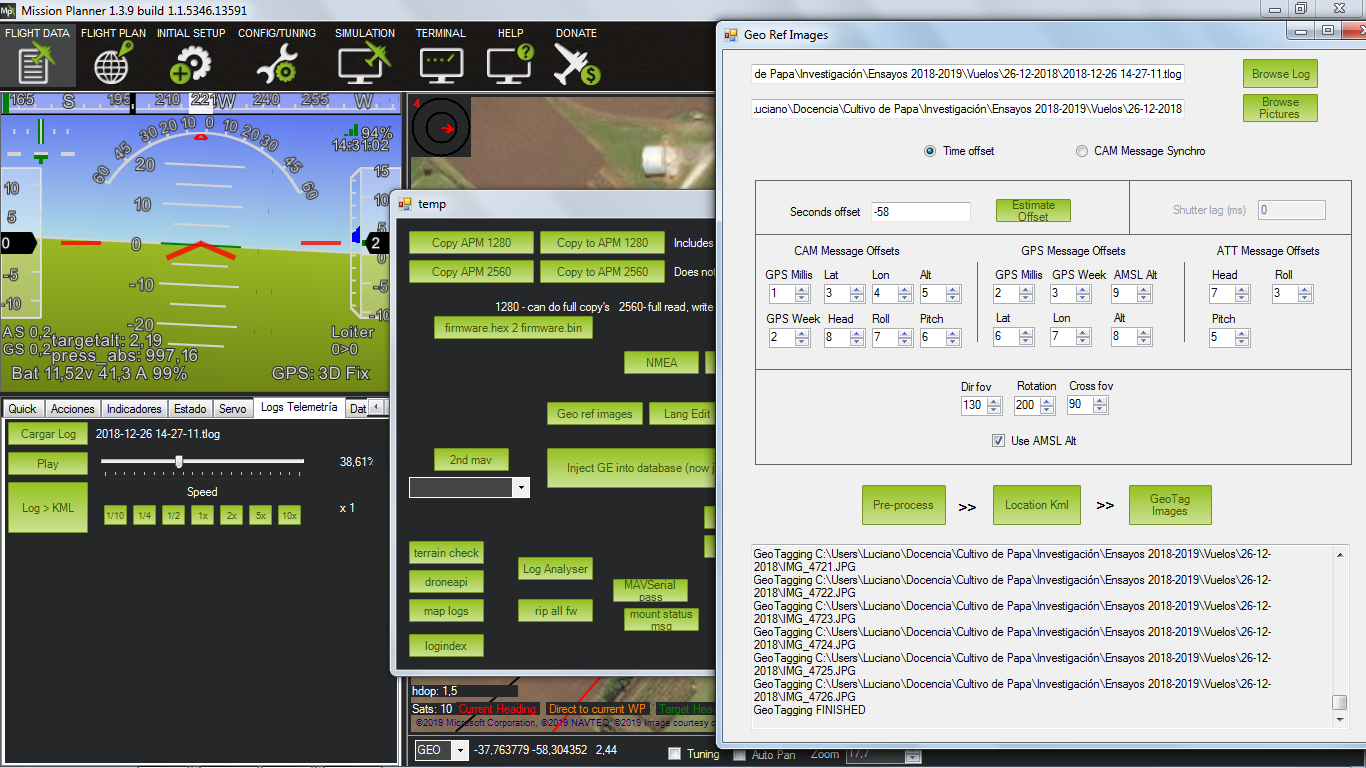 Mission Planner 1.3.9 build 1.1.5346.13591
FLIGHT DATA FLIGHT PLAN INITIAL SETUP CONFIG/TUNING SIMULATION TERMINAL HELP DONATE
165 S 195 210 221 W 240 255 W
60 45 30 20 10 0 10 20 30 45 60
94%
14:31:02
20
10
0
-10
-20
10
5
0
-5
-10
15
10
5
2
0
-5
-10
AS 0,2
GS 0,2
targetalt: 2,19
press_abs: 997,16
Loiter
0>0
Bat 11,52v 41,3 A 99%
GPS: 3D Fix
Quick Acciones Indicadores Estado Servo Logs Telemetría Dat
Cargar Log 2018-12-26 14-27-11.tlog
Play 38,61%
Log > KML
Speed
1/10 1/4 1/2 1x 2x 5x 10x
x 1
4
temp
Copy APM 1280 Copy to APM 1280 Includes
Copy APM 2560 Copy to APM 2560 Does not
1280 - can do full copy's 2560- full read, write
firmware.hex 2 firmware.bin
NMEA
Geo ref images Lang Edit
2nd mav
Inject GE into database (now j
terrain check
droneapi
map logs
logindex
Log Analyser
rip all fw
MAVSerial
pass
mount status
msg
hdop: 1,5
Sats: 10 Current Heading Direct to current WP Target Hea
©2019 Microsoft Corporation, ©2019 NAVTEQ, ©2019 Image courtesy
GEO -37,763779 -58,304352 2,44
Tuning Auto Pan Zoom 17,7
Geo Ref Images
de Papa\Investigación\Ensayos 2018-2019\Vuelos\26-12-2018\2018-12-26 14-27-11.tlog
Browse Log
uciano\Docencia\Cultivo de Papa\Investigación\Ensayos 2018-2019\Vuelos\26-12-2018
Browse
Pictures
Time offset CAM Message Synchro
Seconds offset -58
Estimate
Offset
Shutter lag (ms) 0
CAM Message Offsets GPS Message Offsets ATT Message Offsets
GPS Millis Lat Lon Alt GPS Millis GPS Week AMSL Alt Head Roll
1 3 4 5 2 3 9 7 3
GPS Week Head Roll Pitch Lat Lon Alt Pitch
2 8 7 6 6 7 8 5
Dir fov Rotation Cross fov
130 200 90
Use AMSL Alt
Pre-process >> Location Kml >> GeoTag
Images
GeoTagging C:\Users\Luciano\Docencia\Cultivo de Papa\Investigación\Ensayos 2018-2019\Vuelos\26-12-
2018\IMG_4721.JPG
GeoTagging C:\Users\Luciano\Docencia\Cultivo de Papa\Investigación\Ensayos 2018-2019\Vuelos\26-12-
2018\IMG_4722.JPG
GeoTagging C:\Users\Luciano\Docencia\Cultivo de Papa\Investigación\Ensayos 2018-2019\Vuelos\26-12-
2018\IMG_4723.JPG
GeoTagging C:\Users\Luciano\Docencia\Cultivo de Papa\Investigación\Ensayos 2018-2019\Vuelos\26-12-
2018\IMG_4724.JPG
GeoTagging C:\Users\Luciano\Docencia\Cultivo de Papa\Investigación\Ensayos 2018-2019\Vuelos\26-12-
2018\IMG_4725.JPG
GeoTagging C:\Users\Luciano\Docencia\Cultivo de Papa\Investigación\Ensayos 2018-2019\Vuelos\26-12-
2018\IMG_4726.JPG
GeoTagging FINISHED